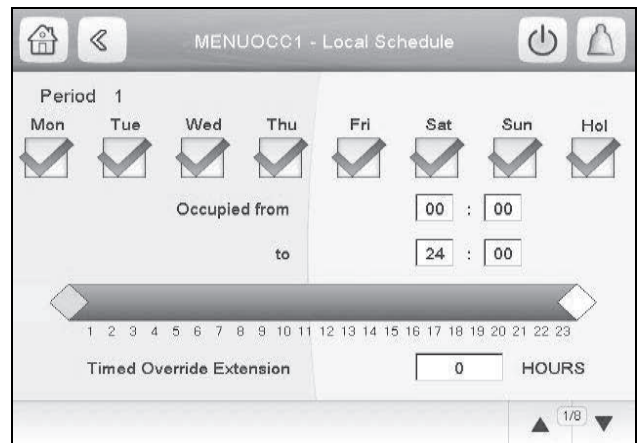 MENUOCC1 - Local Schedule
Period 1
Mon Tue Wed Thu Fri Sat Sun Hol
Occupied from 00 : 00
to 24 : 00
1 2 3 4 5 6 7 8 9 10 11 12 13 14 15 16 17 18 19 20 21 22 23
Timed Override Extension 0 HOURS
1/8